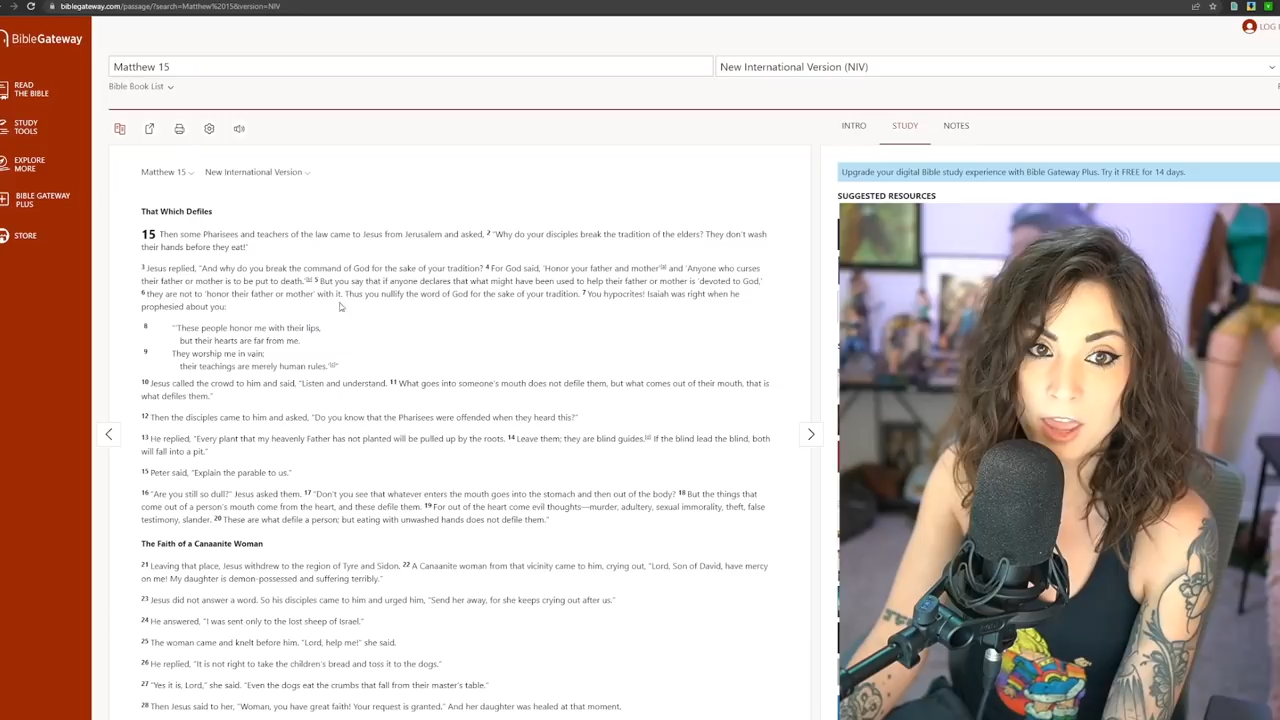 biblegateway.com/passage/?search=Matthew%2015&version=NIV
BibleGateway
LOG
READ
THE BIBLE
STUDY
TOOLS
EXPLORE
MORE
BIBLE GATEWAY
PLUS
STORE
Matthew 15
New International Version (NIV)
Bible Book List
INTRO STUDY NOTES
Matthew 15 New International Version
That Which Defiles
15 Then some Pharisees and teachers of the law came to Jesus from Jerusalem and asked, 2 "Why do your disciples break the tradition of the elders? They don't wash
their hands before they eat!"
3 Jesus replied, "And why do you break the command of God for the sake of your tradition? 4 For God said, 'Honor your father and mother'[a] and 'Anyone who curses
their father or mother is to be put to death.'[b] 5 But you say that if anyone declares that what might have been used to help their father or mother is 'devoted to God,'
6 they are not to 'honor their father or mother' with it. Thus you nullify the word of God for the sake of your tradition. 7 You hypocrites! Isaiah was right when he
prophesied about you:
8 "'These people honor me with their lips,
but their hearts are far from me.
9 They worship me in vain;
their teachings are merely human rules.'[c]"
10 Jesus called the crowd to him and said, "Listen and understand. 11 What goes into someone's mouth does not defile them, but what comes out of their mouth, that is
what defiles them."
12 Then the disciples came to him and asked, "Do you know that the Pharisees were offended when they heard this?"
13 He replied, "Every plant that my heavenly Father has not planted will be pulled up by the roots. 14 Leave them; they are blind guides.[d] If the blind lead the blind, both
will fall into a pit."
15 Peter said, "Explain the parable to us."
16 "Are you still so dull?" Jesus asked them. 17 "Don't you see that whatever enters the mouth goes into the stomach and then out of the body? 18 But the things that
come out of a person's mouth come from the heart, and these defile them. 19 For out of the heart come evil thoughts—murder, adultery, sexual immorality, theft, false
testimony, slander. 20 These are what defile a person; but eating with unwashed hands does not defile them."
The Faith of a Canaanite Woman
21 Leaving that place, Jesus withdrew to the region of Tyre and Sidon. 22 A Canaanite woman from that vicinity came to him, crying out, "Lord, Son of David, have mercy
on me! My daughter is demon-possessed and suffering terribly."
23 Jesus did not answer a word. So his disciples came to him and urged him, "Send her away, for she keeps crying out after us."
24 He answered, "I was sent only to the lost sheep of Israel."
25 The woman came and knelt before him. "Lord, help me!" she said.
26 He replied, "It is not right to take the children's bread and toss it to the dogs."
27 "Yes it is, Lord," she said. "Even the dogs eat the crumbs that fall from their master's table."
28 Then Jesus said to her, "Woman, you have great faith! Your request is granted." And her daughter was healed at that moment.
Upgrade your digital Bible study experience with Bible Gateway Plus. Try it FREE for 14 days.
SUGGESTED RESOURCES